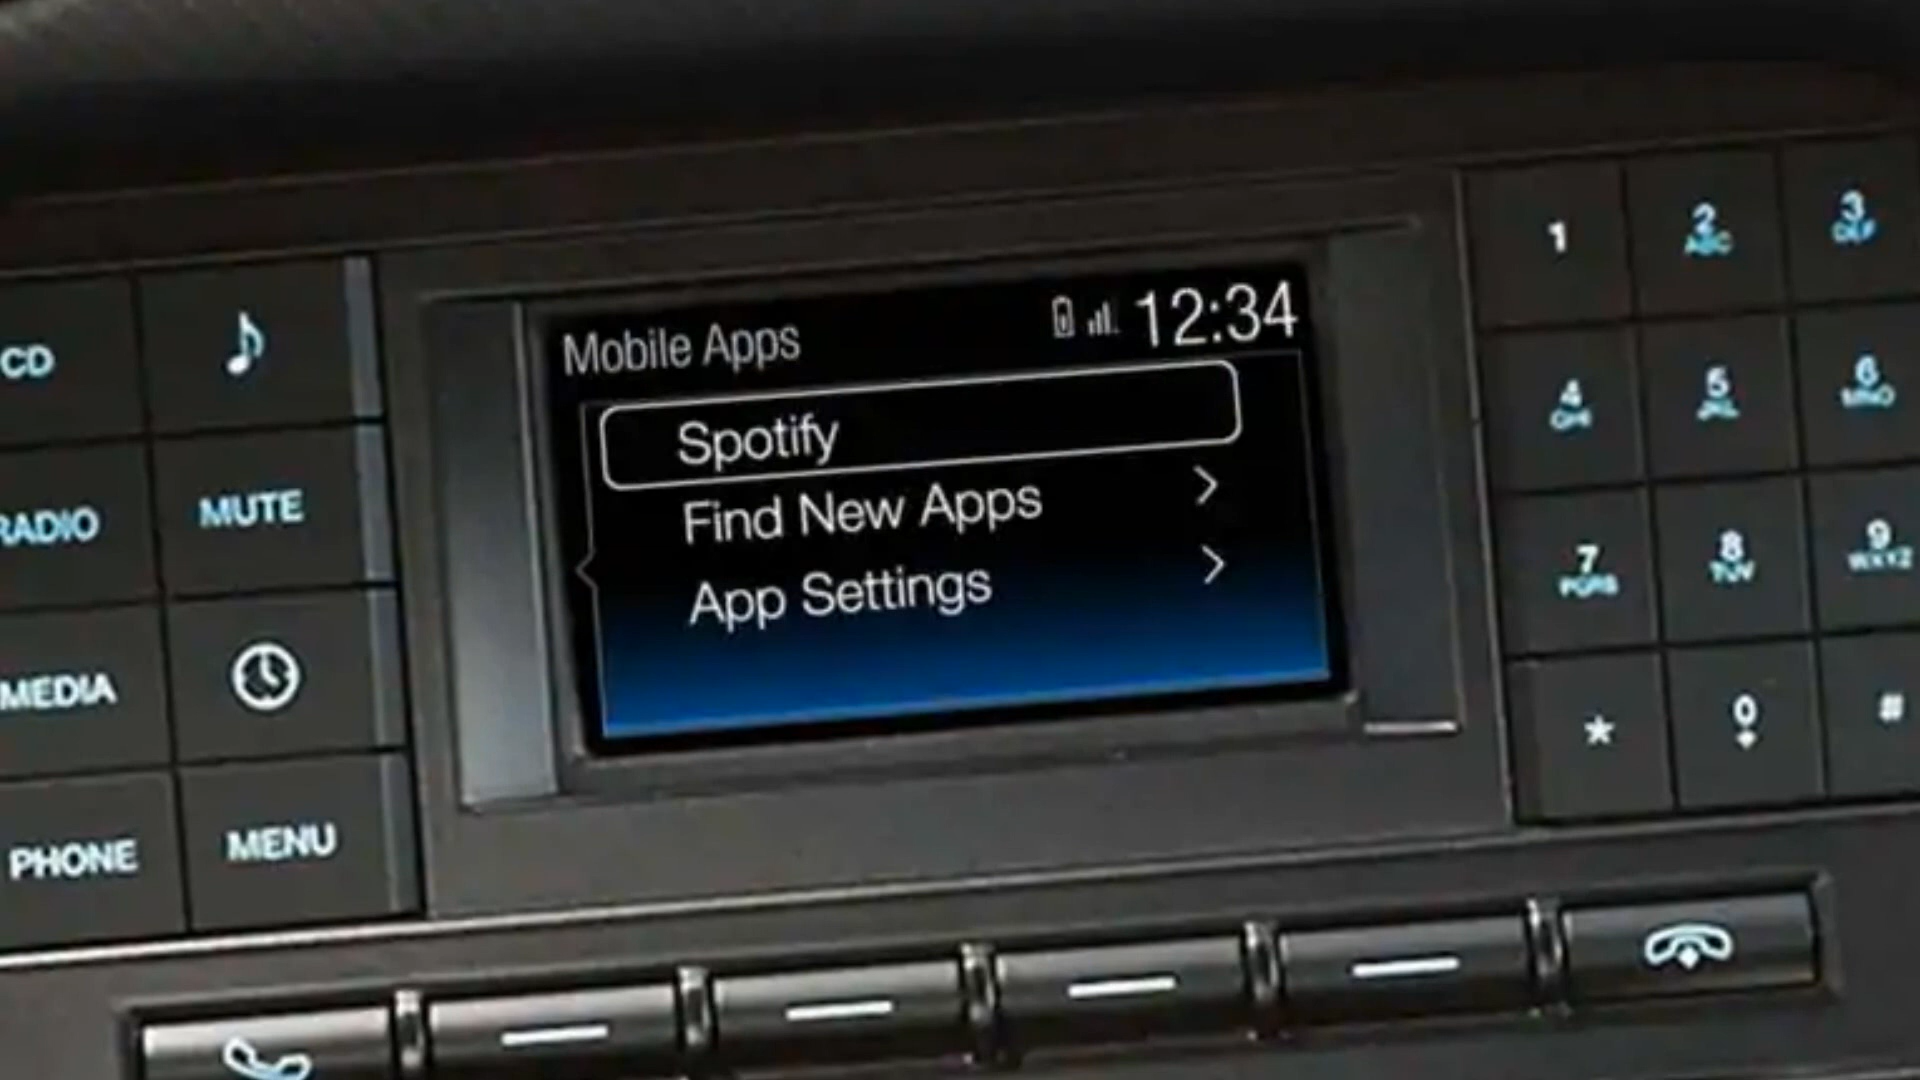 Mobile Apps 12:34
Spotify
Find New Apps
App Settings
CD
RADIO MUTE
MEDIA
PHONE MENU
1 2 ABC 3 DEF
4 GHI 5 JKL 6 MNO
7 PQRS 8 TUV 9 WXYZ
* 0 #